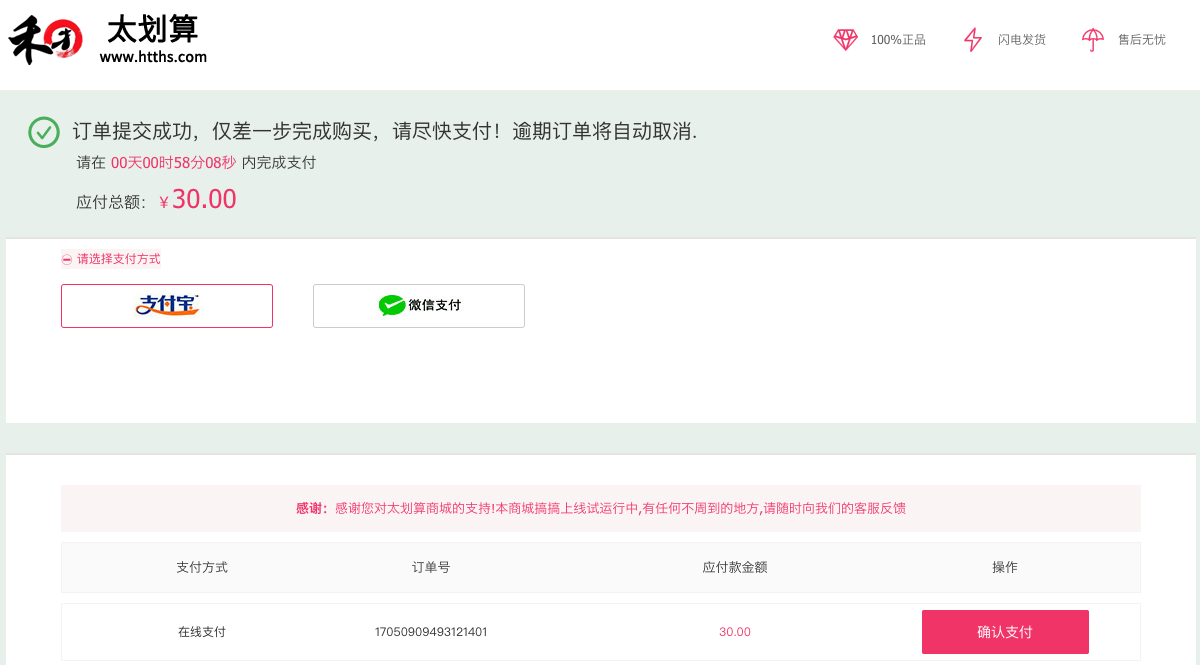 和团 太划算
www.htths.com
100%正品 闪电发货 售后无忧
订单提交成功，仅差一步完成购买，请尽快支付！逾期订单将自动取消.
请在 00天00时58分08秒 内完成支付
应付总额： ￥30.00
请选择支付方式
支付宝 微信支付
感谢：感谢您对太划算商城的支持!本商城搞搞上线试运行中,有任何不周到的地方,请随时向我们的客服反馈
支付方式 订单号 应付款金额 操作
在线支付 17050909493121401 30.00 确认支付